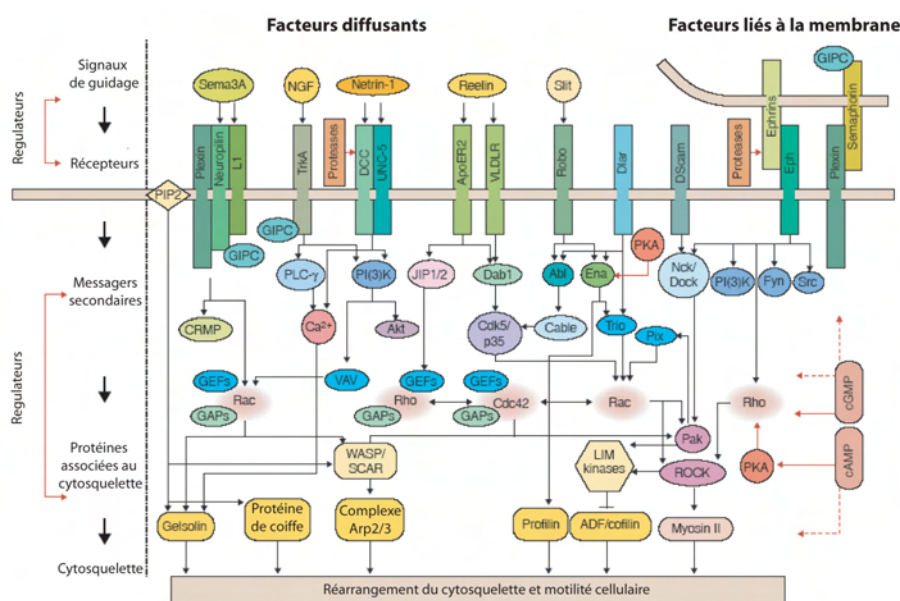 Facteurs diffusants
Facteurs liés à la membrane
Signaux
de guidage
Regulateurs
Récepteurs
Sema3A
NGF
Netrin-1
Reelin
Slit
GIPC
Ephrins
Semaphorin
Plexin
Neuropilin
L1
TrkA
Proteases
DCC
UNC-5
ApoER2
VLDLR
Robo
Dlar
DScam
Proteases
Eph
Plexin
PIP2
GIPC
GIPC
PKA
Messagers
secondaires
PLC-γ
PI(3)K
JIP1/2
Dab1
Abl
Ena
Nck/
Dock
PI(3)K
Fyn
Src
CRMP
Ca2+
Akt
Cdk5/
p35
Cable
Trio
Pix
Regulateurs
GEFs
VAV
GEFs
GEFs
Rac
Rho
Cdc42
Rac
Rho
cGMP
GAPs
GAPs
GAPs
Protéines
associées au
cytosquelette
WASP/
SCAR
Pak
LIM
kinases
ROCK
PKA
cAMP
Gelsolin
Protéine
de coiffe
Complexe
Arp2/3
Profilin
ADF/cofilin
Myosin II
Cytosquelette
Réarrangement du cytosquelette et motilité cellulaire